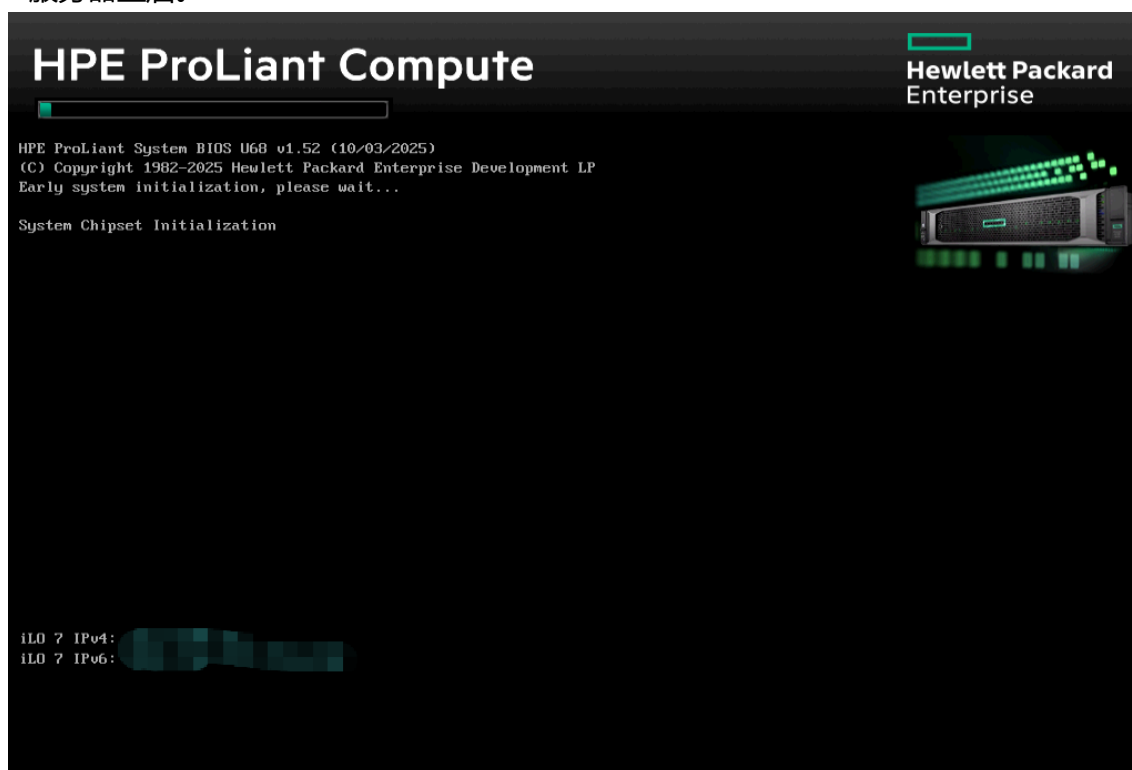 HPE ProLiant Compute
Hewlett Packard
Enterprise
HPE ProLiant System BIOS U68 v1.52 (10/03/2025)
(C) Copyright 1982-2025 Hewlett Packard Enterprise Development LP
Early system initialization, please wait...
System Chipset Initialization
iLO 7 IPv4:
iLO 7 IPv6: